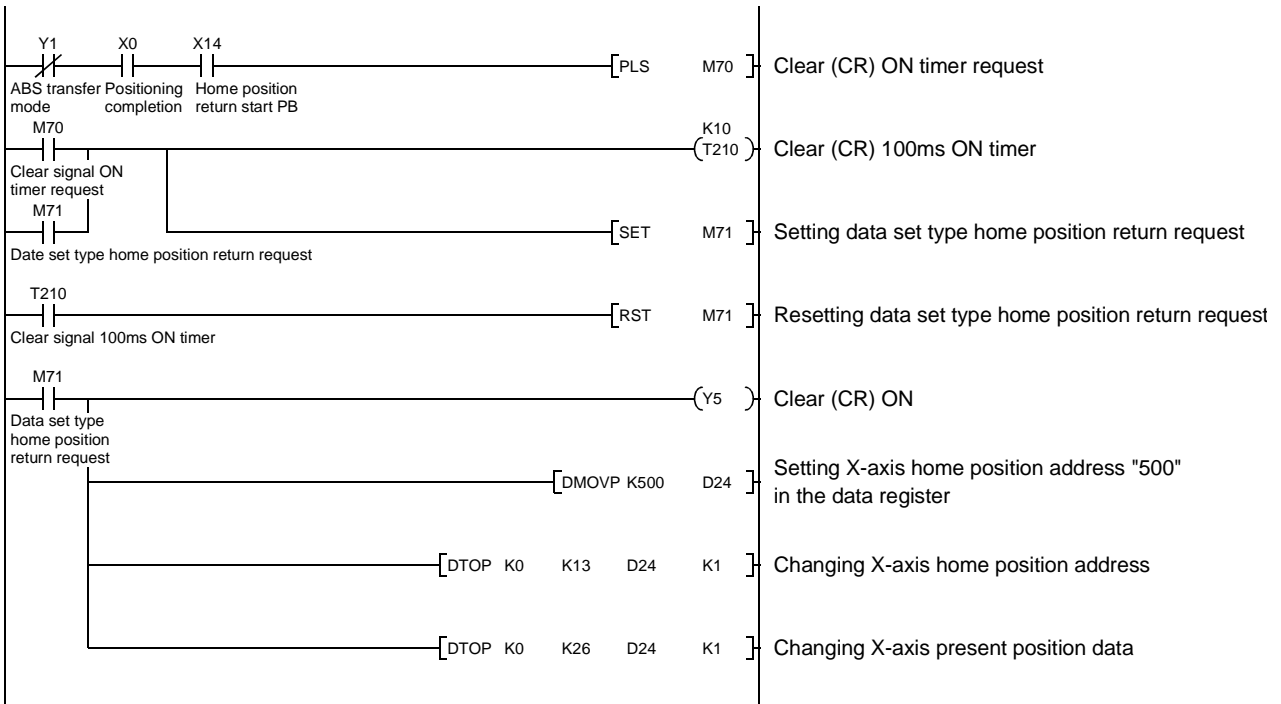 Y1 X0 X14
PLS M70 Clear (CR) ON timer request
ABS transfer mode
Positioning completion
Home position return start PB
M70
K10
T210 Clear (CR) 100ms ON timer
Clear signal ON
timer request
M71
SET M71 Setting data set type home position return request
Date set type home position return request
T210
RST M71 Resetting data set type home position return request
Clear signal 100ms ON timer
M71
Y5 Clear (CR) ON
Data set type
home position
return request
DMOVP K500 D24 Setting X-axis home position address "500"
in the data register
DTOP K0 K13 D24 K1 Changing X-axis home position address
DTOP K0 K26 D24 K1 Changing X-axis present position data